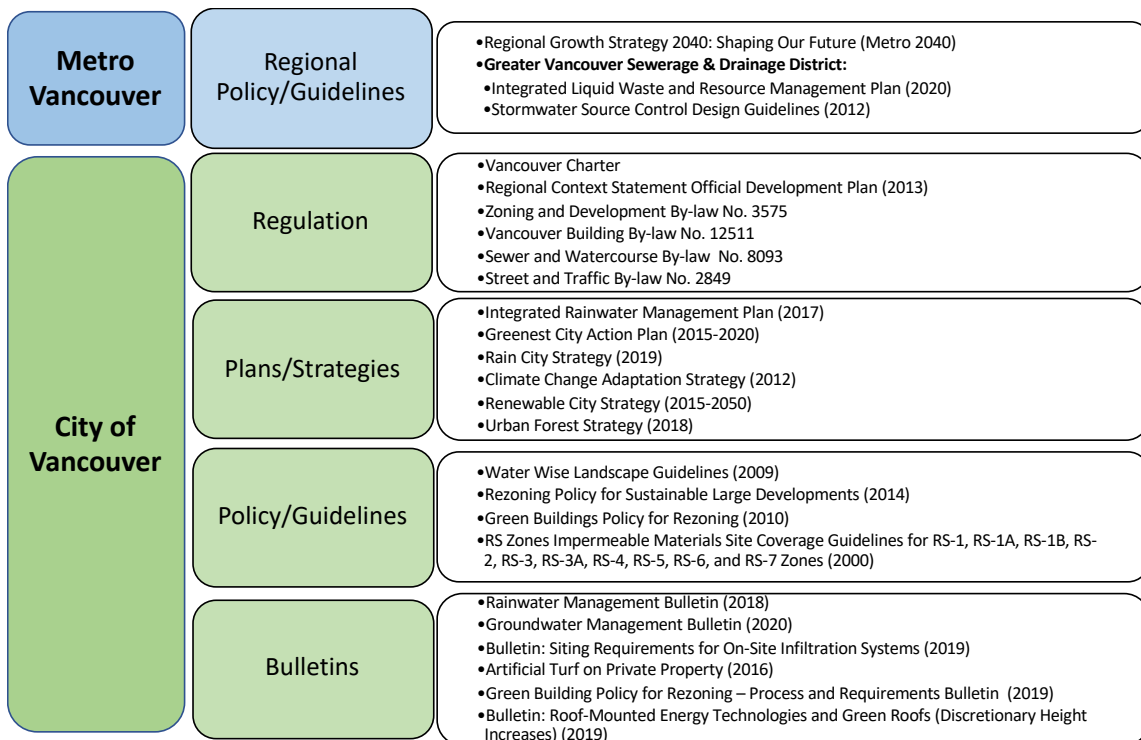 Metro
Vancouver
Regional
Policy/Guidelines
•Regional Growth Strategy 2040: Shaping Our Future (Metro 2040)
•Greater Vancouver Sewerage & Drainage District:
•Integrated Liquid Waste and Resource Management Plan (2020)
•Stormwater Source Control Design Guidelines (2012)
City of
Vancouver
Regulation
•Vancouver Charter
•Regional Context Statement Official Development Plan (2013)
•Zoning and Development By-law No. 3575
•Vancouver Building By-law No. 12511
•Sewer and Watercourse By-law No. 8093
•Street and Traffic By-law No. 2849
Plans/Strategies
•Integrated Rainwater Management Plan (2017)
•Greenest City Action Plan (2015-2020)
•Rain City Strategy (2019)
•Climate Change Adaptation Strategy (2012)
•Renewable City Strategy (2015-2050)
•Urban Forest Strategy (2018)
Policy/Guidelines
•Water Wise Landscape Guidelines (2009)
•Rezoning Policy for Sustainable Large Developments (2014)
•Green Buildings Policy for Rezoning (2010)
•RS Zones Impermeable Materials Site Coverage Guidelines for RS-1, RS-1A, RS-1B, RS-
2, RS-3, RS-3A, RS-4, RS-5, RS-6, and RS-7 Zones (2000)
Bulletins
•Rainwater Management Bulletin (2018)
•Groundwater Management Bulletin (2020)
•Bulletin: Siting Requirements for On-Site Infiltration Systems (2019)
•Artificial Turf on Private Property (2016)
•Green Building Policy for Rezoning – Process and Requirements Bulletin (2019)
•Bulletin: Roof-Mounted Energy Technologies and Green Roofs (Discretionary Height
Increases) (2019)